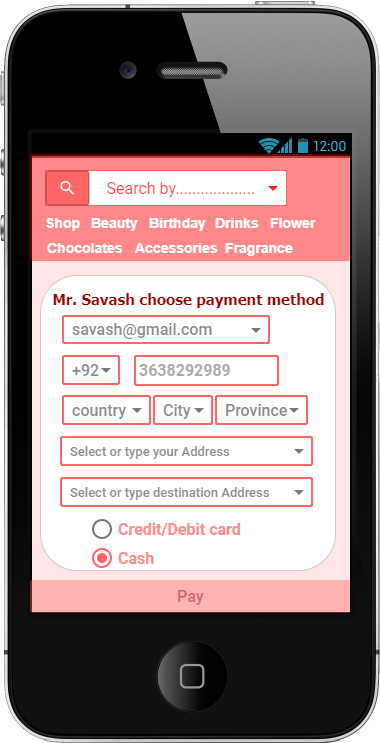 12:00
Search by...................
Shop Beauty Birthday Drinks Flower
Chocolates Accessories Fragrance
Mr. Savash choose payment method
savash@gmail.com
+92 3638292989
country City Province
Select or type your Address
Select or type destination Address
Credit/Debit card
Cash
Pay